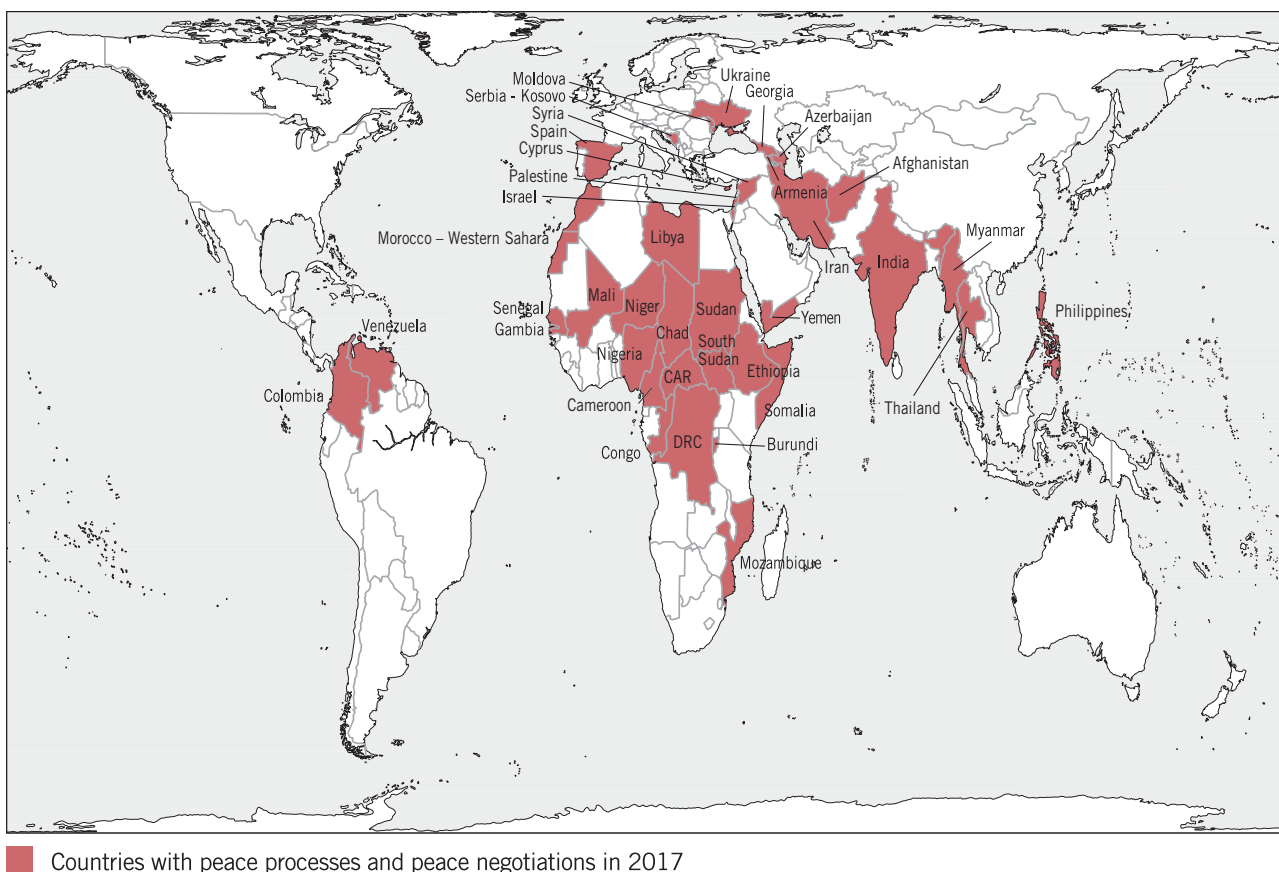 Moldova
Ukraine
Serbia - Kosovo
Georgia
Syria
Azerbaijan
Spain
Cyprus
Afghanistan
Palestine
Armenia
Israel
Myanmar
Morocco – Western Sahara
Libya
Iran
India
Mali
Niger
Sudan
Senegal
Yemen
Philippines
Gambia
Venezuela
Chad
South
Sudan
Nigeria
Ethiopia
CAR
Colombia
Cameroon
Thailand
Somalia
DRC
Burundi
Congo
Mozambique
Countries with peace processes and peace negotiations in 2017